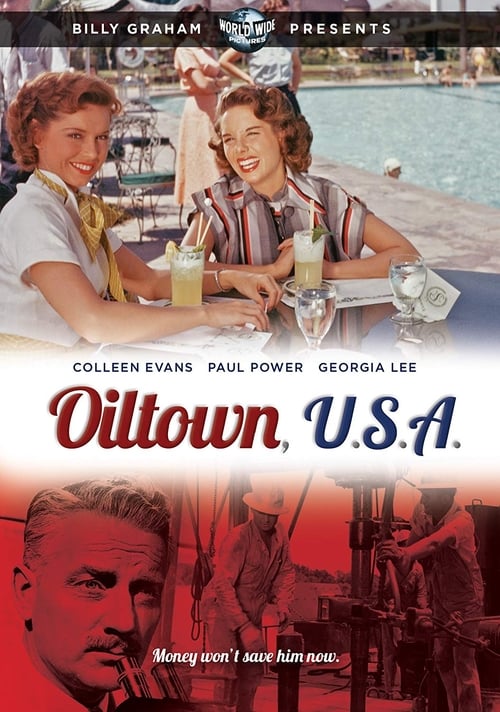 BILLY GRAHAM WORLD WIDE PICTURES PRESENTS
COLLEEN EVANS PAUL POWER GEORGIA LEE
Oiltown, U.S.A.
Money won't save him now.